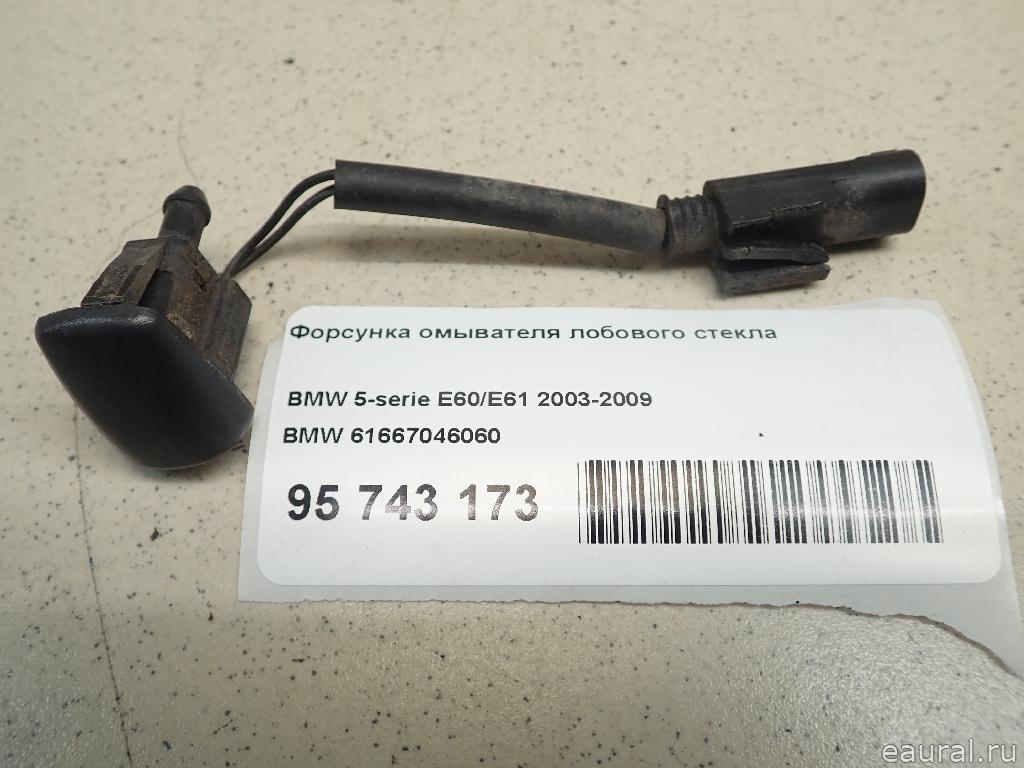 Форсунка омывателя лобового стекла
BMW 5-serie E60/E61 2003-2009
BMW 61667046060
95 743 173
eaural.ru